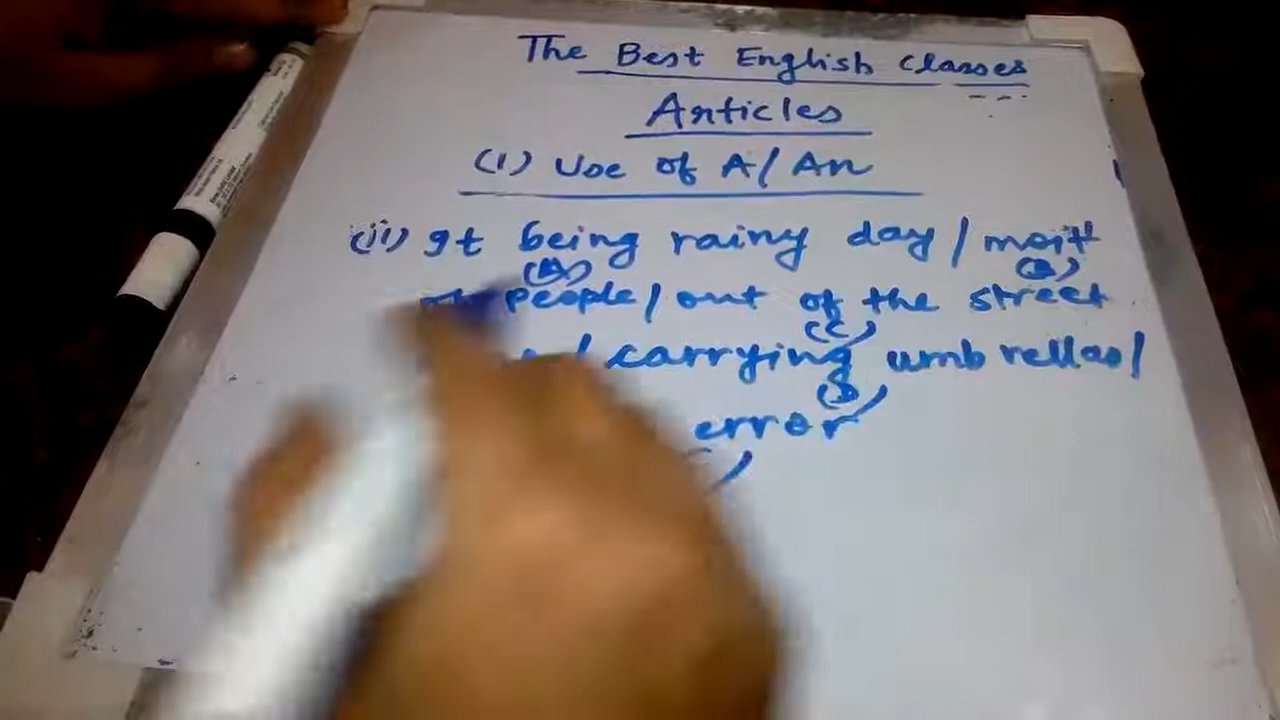 The Best English Classes
Articles
(1) Use of A/An
(ii) It being rainy day / most
(A) (B)
people / out of the street
(C)
/ carrying umbrellas /
(D)
error